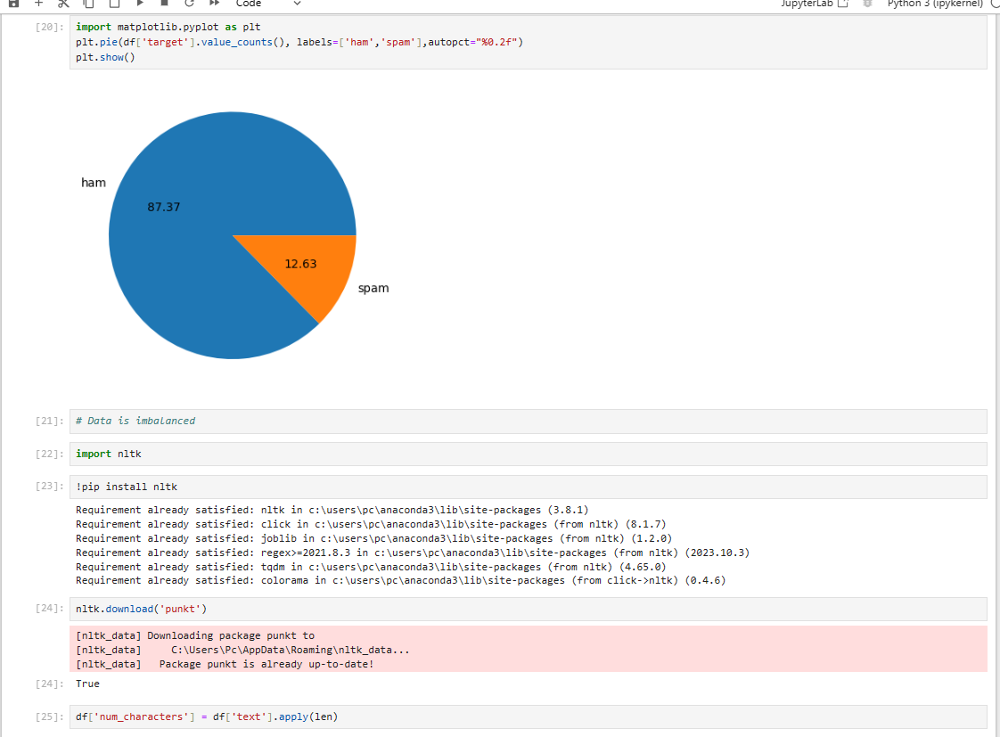 Code
JupyterLab
Python 3 (ipykernel)
[20]:
import matplotlib.pyplot as plt
plt.pie(df['target'].value_counts(), labels=['ham','spam'],autopct="%0.2f")
plt.show()
ham
87.37
12.63
spam
[21]:
# Data is imbalanced
[22]:
import nltk
[23]:
!pip install nltk
Requirement already satisfied: nltk in c:\users\pc\anaconda3\lib\site-packages (3.8.1)
Requirement already satisfied: click in c:\users\pc\anaconda3\lib\site-packages (from nltk) (8.1.7)
Requirement already satisfied: joblib in c:\users\pc\anaconda3\lib\site-packages (from nltk) (1.2.0)
Requirement already satisfied: regex>=2021.8.3 in c:\users\pc\anaconda3\lib\site-packages (from nltk) (2023.10.3)
Requirement already satisfied: tqdm in c:\users\pc\anaconda3\lib\site-packages (from nltk) (4.65.0)
Requirement already satisfied: colorama in c:\users\pc\anaconda3\lib\site-packages (from click->nltk) (0.4.6)
[24]:
nltk.download('punkt')
[nltk_data] Downloading package punkt to
[nltk_data]     C:\Users\Pc\AppData\Roaming\nltk_data...
[nltk_data]   Package punkt is already up-to-date!
[24]:
True
[25]:
df['num_characters'] = df['text'].apply(len)